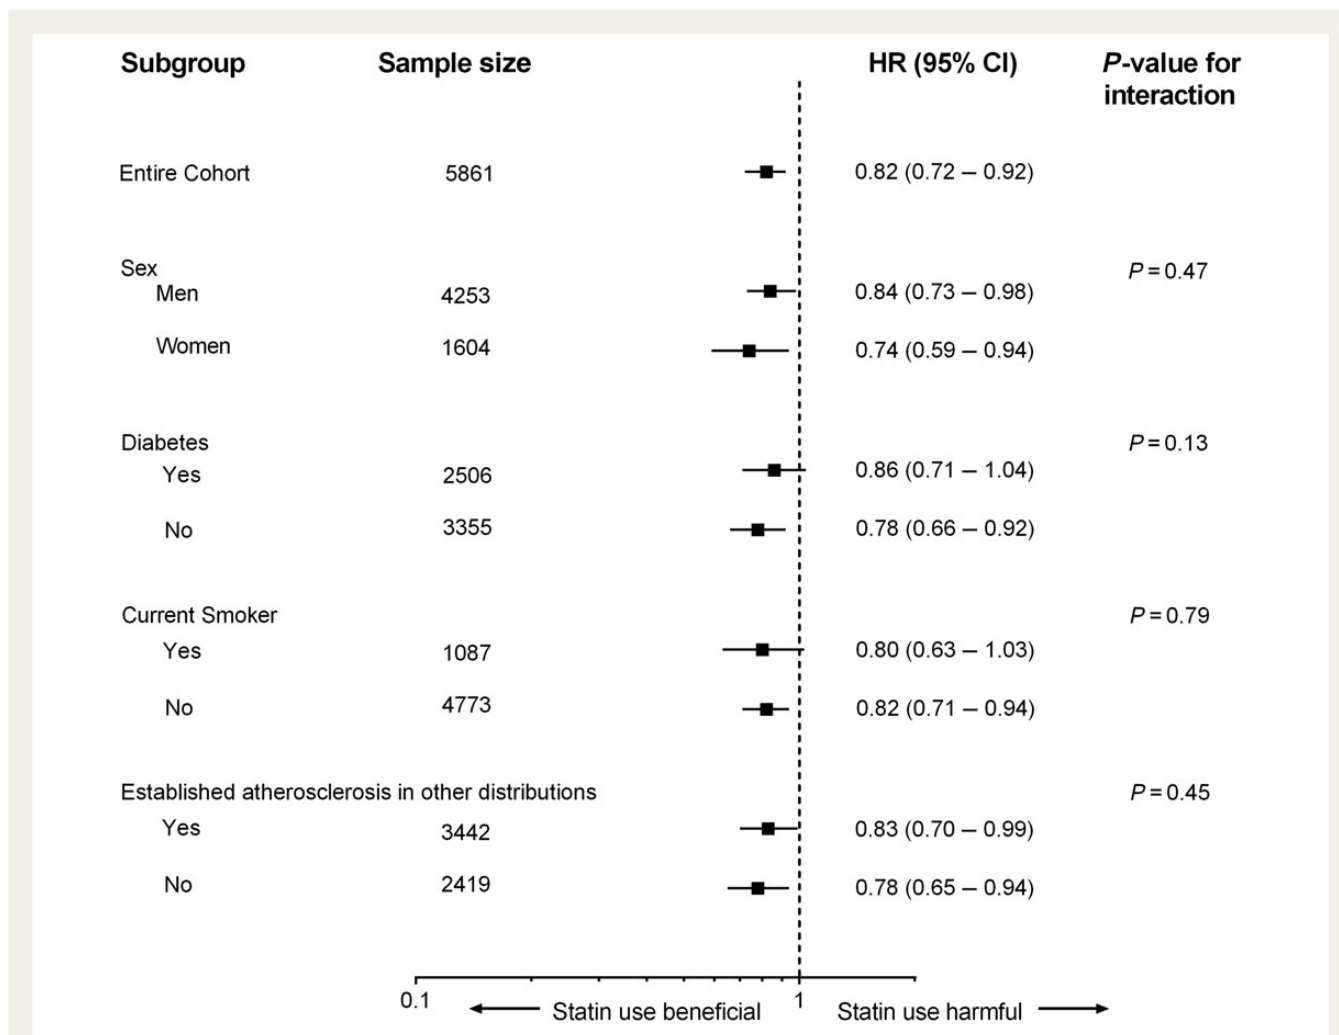 Subgroup Sample size HR (95% CI) P-value for
interaction
Entire Cohort 5861 0.82 (0.72 – 0.92)
Sex P = 0.47
Men 4253 0.84 (0.73 – 0.98)
Women 1604 0.74 (0.59 – 0.94)
Diabetes P = 0.13
Yes 2506 0.86 (0.71 – 1.04)
No 3355 0.78 (0.66 – 0.92)
Current Smoker P = 0.79
Yes 1087 0.80 (0.63 – 1.03)
No 4773 0.82 (0.71 – 0.94)
Established atherosclerosis in other distributions P = 0.45
Yes 3442 0.83 (0.70 – 0.99)
No 2419 0.78 (0.65 – 0.94)
0.1 1
Statin use beneficial Statin use harmful